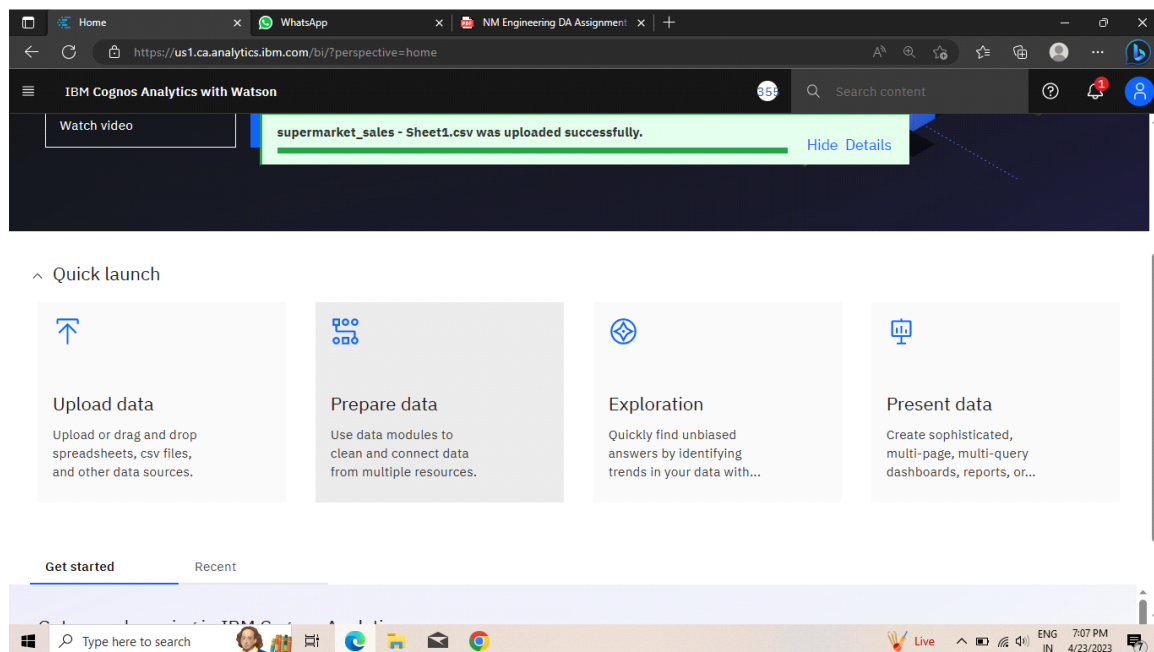 Home
WhatsApp
NM Engineering DA Assignment
https://us1.ca.analytics.ibm.com/bi/?perspective=home
IBM Cognos Analytics with Watson
355
Search content
1
Watch video
supermarket_sales - Sheet1.csv was uploaded successfully.
Hide Details
Quick launch
Upload data
Upload or drag and drop
spreadsheets, csv files,
and other data sources.
Prepare data
Use data modules to
clean and connect data
from multiple resources.
Exploration
Quickly find unbiased
answers by identifying
trends in your data with...
Present data
Create sophisticated,
multi-page, multi-query
dashboards, reports, or...
Get started
Recent
Type here to search
Live
ENG
IN
7:07 PM
4/23/2023
7